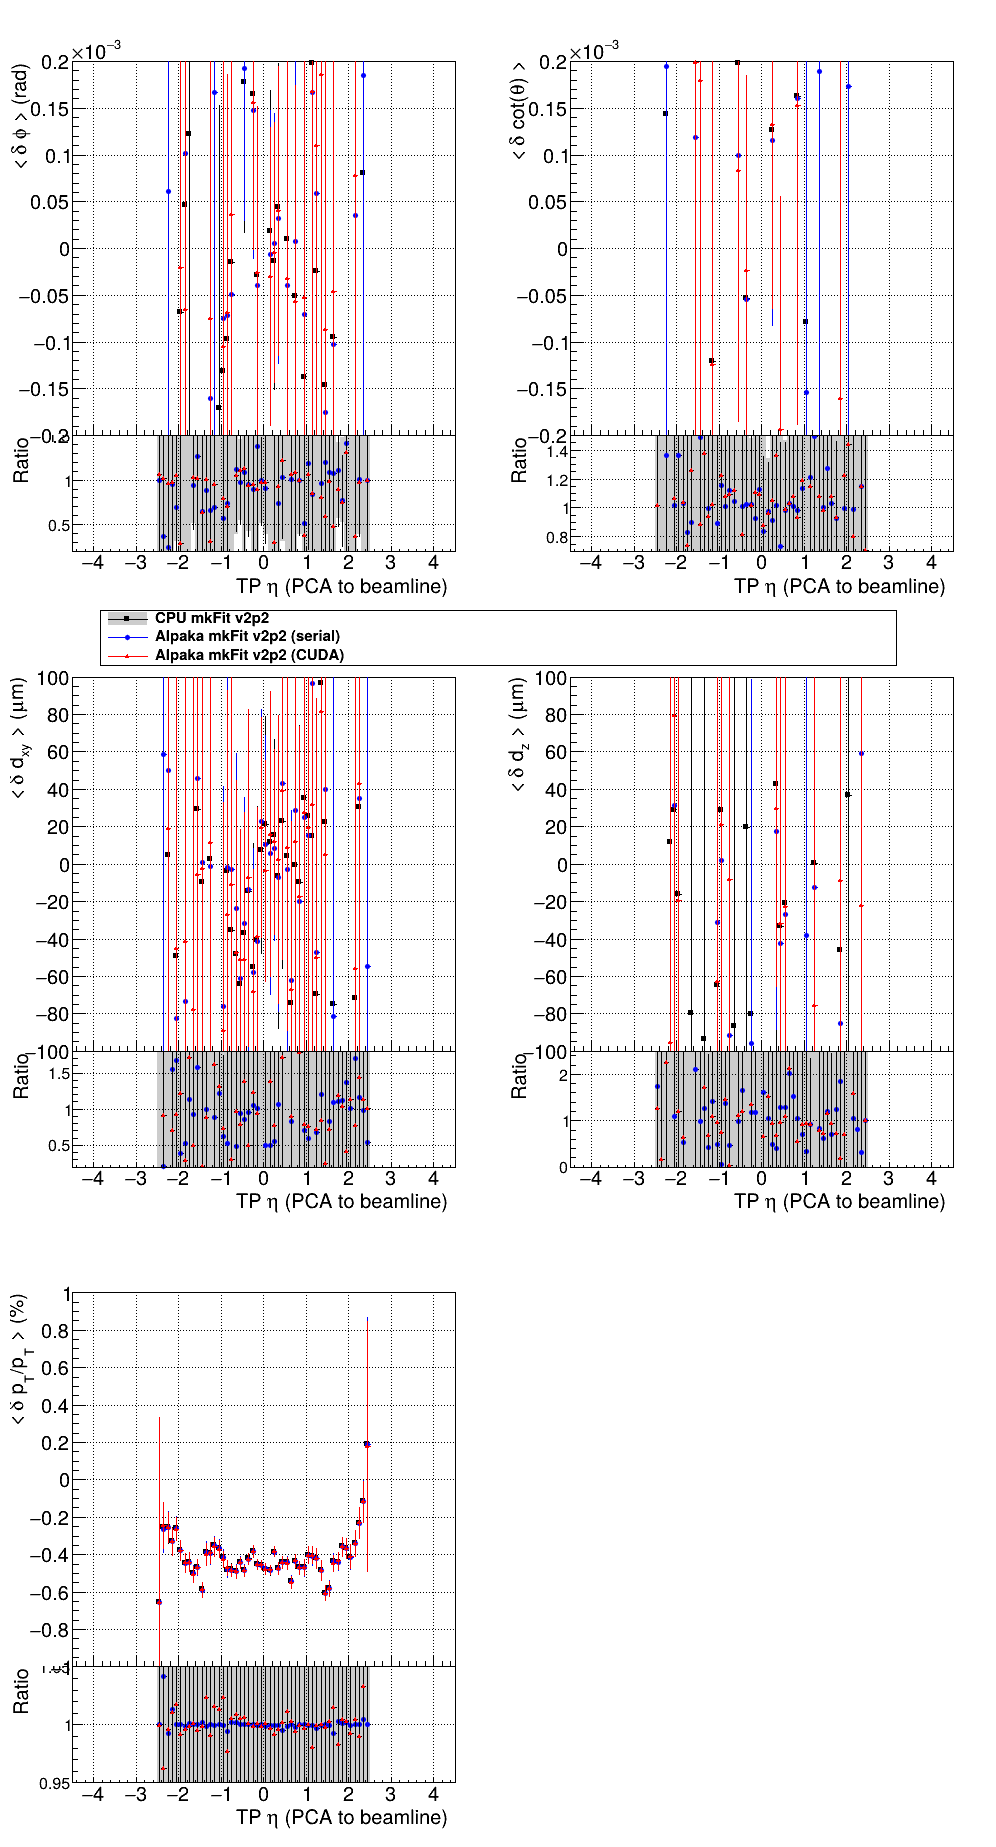 ×10⁻³
< δ φ > (rad)
0.2
0.15
0.1
0.05
0
−0.05
−0.1
−0.15
−0.2
Ratio
1
0.5
−4 −3 −2 −1 0 1 2 3 4
TP η (PCA to beamline)
×10⁻³
< δ cot(θ) >
0.2
0.15
0.1
0.05
0
−0.05
−0.1
−0.15
−0.2
Ratio
1.4
1.2
1
0.8
−4 −3 −2 −1 0 1 2 3 4
TP η (PCA to beamline)
CPU mkFit v2p2
Alpaka mkFit v2p2 (serial)
Alpaka mkFit v2p2 (CUDA)
< δ d_xy > (μm)
100
80
60
40
20
0
−20
−40
−60
−80
−100
Ratio
1.5
1
0.5
−4 −3 −2 −1 0 1 2 3 4
TP η (PCA to beamline)
< δ d_z > (μm)
100
80
60
40
20
0
−20
−40
−60
−80
−100
Ratio
2
1
0
−4 −3 −2 −1 0 1 2 3 4
TP η (PCA to beamline)
< δ p_T/p_T > (%)
1
0.8
0.6
0.4
0.2
0
−0.2
−0.4
−0.6
−0.8
Ratio
1.05
1
0.95
−4 −3 −2 −1 0 1 2 3 4
TP η (PCA to beamline)